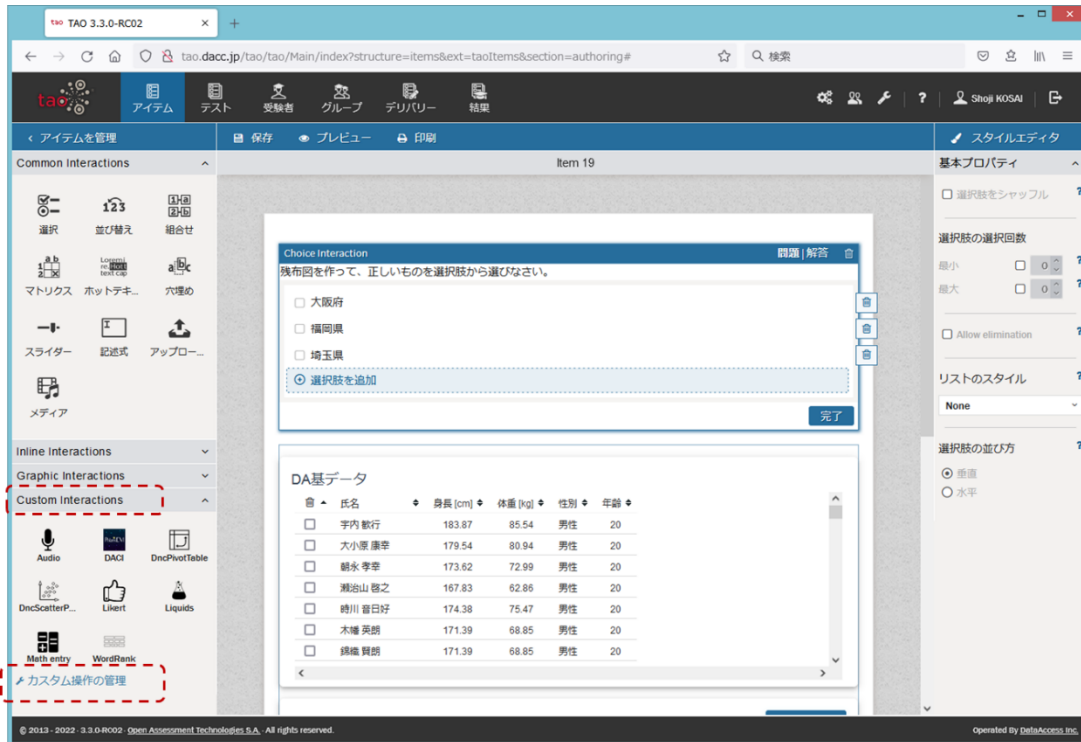 tao TAO 3.3.0-RC02
tao.dacc.jp/tao/tao/Main/index?structure=items&ext=taoItems&section=authoring#
検索
tao
アイテム
テスト
受験者
グループ
デリバリー
結果
?
Shoji KOSAI
< アイテムを管理
保存
プレビュー
印刷
スタイルエディタ
Common Interactions
Item 19
基本プロパティ
選択
並び替え
組合せ
マトリクス
ホットテキ...
穴埋め
スライダー
記述式
アップロー...
メディア
Inline Interactions
Graphic Interactions
Custom Interactions
Audio
DACI
DncPivotTable
DncScatterP...
Likert
Liquids
Math entry
WordRank
カスタム操作の管理
Choice Interaction
問題 | 解答
残布図を作って、正しいものを選択肢から選びなさい。
大阪府
福岡県
埼玉県
選択肢を追加
完了
DA基データ
氏名 身長 [cm] 体重 [kg] 性別 年齢
宇内 敏行 183.87 85.54 男性 20
大小原 康幸 179.54 80.94 男性 20
朝永 孝幸 173.62 72.99 男性 20
瀬治山 啓之 167.83 62.86 男性 20
時川 音日好 174.38 75.47 男性 20
木幡 英朗 171.39 68.85 男性 20
錦織 賢朗 171.39 68.85 男性 20
選択肢をシャッフル
選択肢の選択回数
最小 0
最大 0
Allow elimination
リストのスタイル
None
選択肢の並び方
垂直
水平
© 2013 - 2022 · 3.3.0-RC02 · Open Assessment Technologies S.A. · All rights reserved.
Operated By DataAccess Inc.